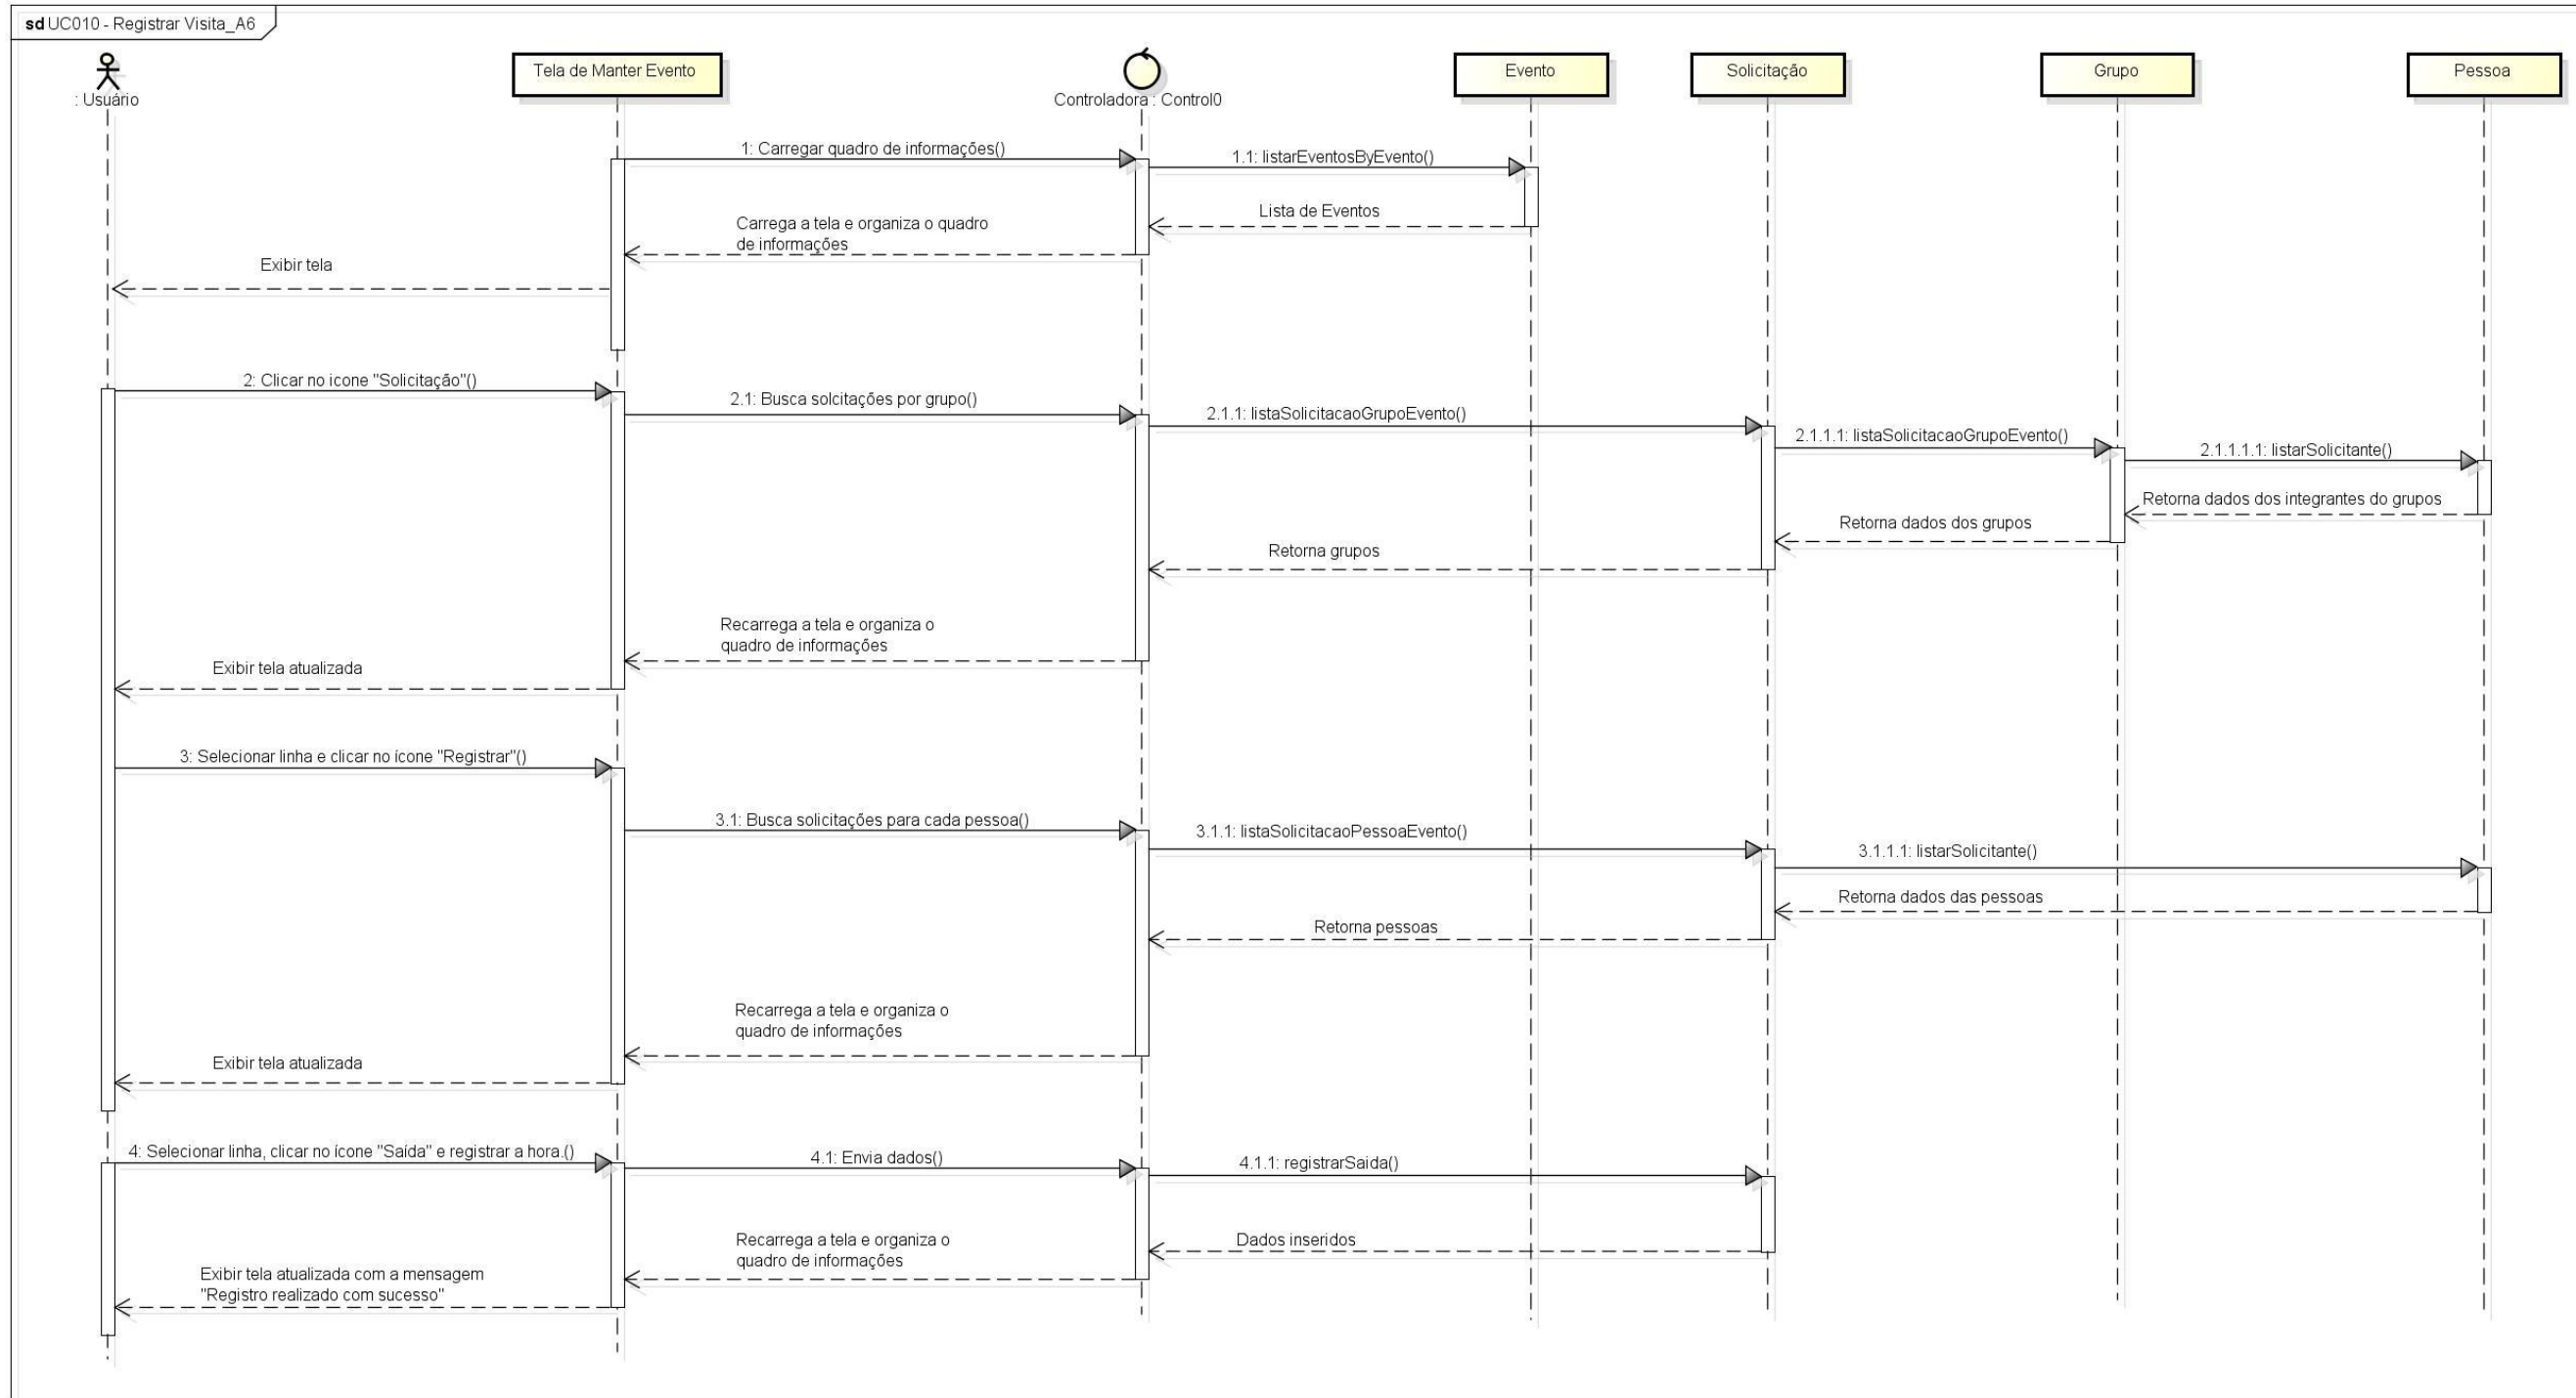 sd UC010 - Registrar Visita_A6
: Usuário
Tela de Manter Evento
Controladora : Control0
Evento
Solicitação
Grupo
Pessoa
1: Carregar quadro de informações()
1.1: listarEventosByEvento()
Lista de Eventos
Carrega a tela e organiza o quadro
de informações
Exibir tela
2: Clicar no icone "Solicitação"()
2.1: Busca solcitações por grupo()
2.1.1: listaSolicitacaoGrupoEvento()
2.1.1.1: listaSolicitacaoGrupoEvento()
2.1.1.1.1: listarSolicitante()
Retorna dados dos integrantes do grupos
Retorna dados dos grupos
Retorna grupos
Recarrega a tela e organiza o
quadro de informações
Exibir tela atualizada
3: Selecionar linha e clicar no ícone "Registrar"()
3.1: Busca solicitações para cada pessoa()
3.1.1: listaSolicitacaoPessoaEvento()
3.1.1.1: listarSolicitante()
Retorna dados das pessoas
Retorna pessoas
Recarrega a tela e organiza o
quadro de informações
Exibir tela atualizada
4: Selecionar linha, clicar no ícone "Saída" e registrar a hora.()
4.1: Envia dados()
4.1.1: registrarSaida()
Dados inseridos
Recarrega a tela e organiza o
quadro de informações
Exibir tela atualizada com a mensagem
"Registro realizado com sucesso"